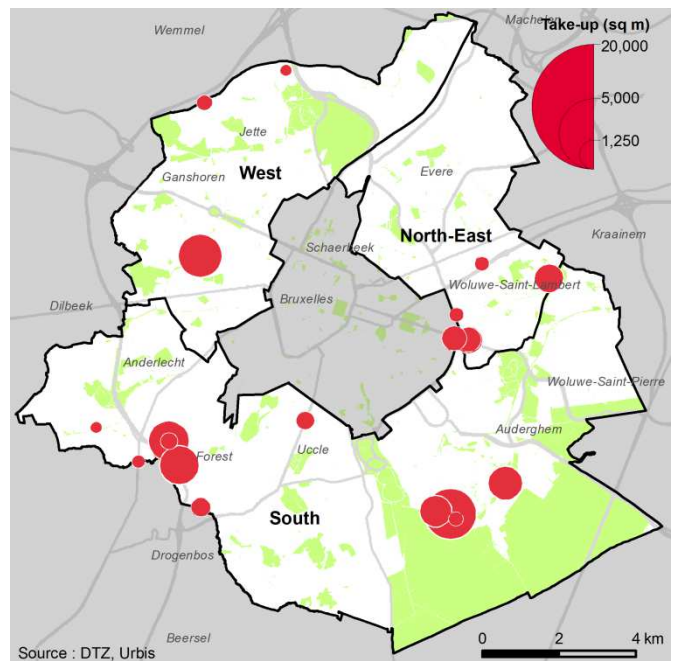 Machelen
Take-up (sq m)
Wemmel
20,000
5,000
1,250
Jette
West
Evere
Ganshoren
North-East
Kraainem
Schaerbeek
Woluwe-Saint-Lambert
Bruxelles
Dilbeek
Anderlecht
Woluwe-Saint-Pierre
Auderghem
Forest
Uccle
South
Drogenbos
Beersel
0 2 4 km
Source : DTZ, Urbis